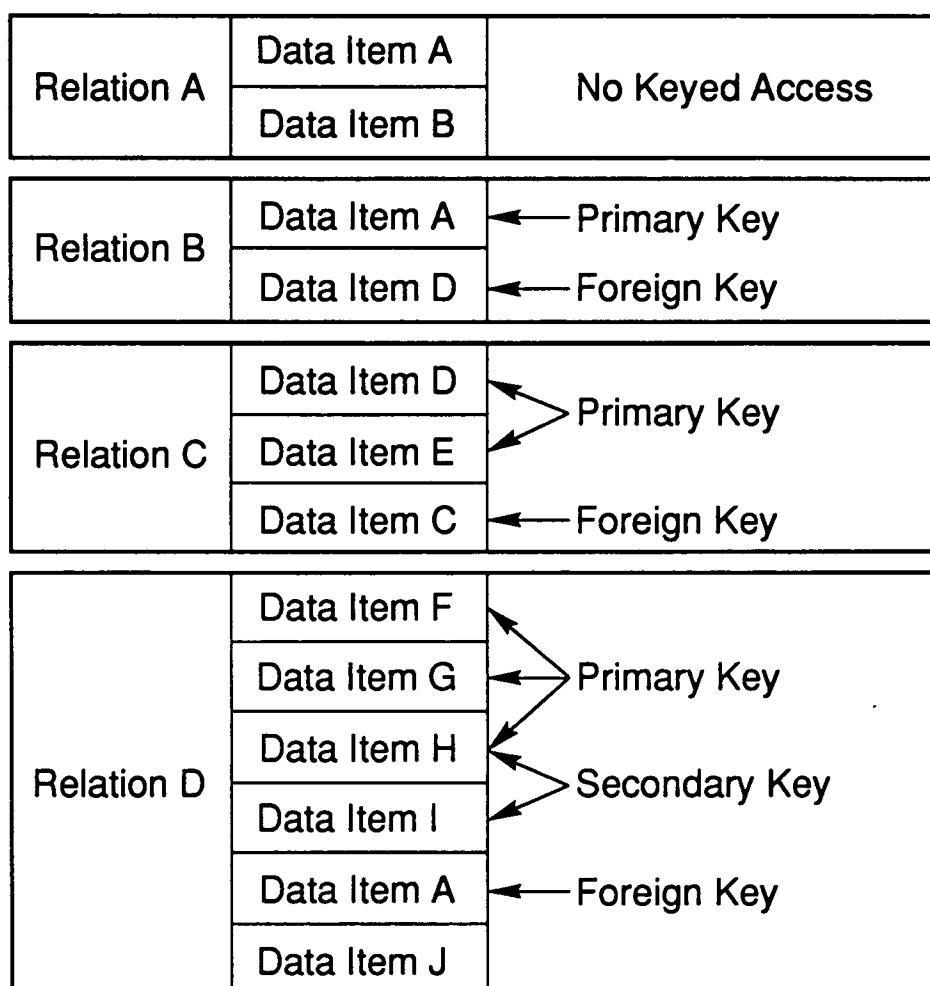 Relation A
Data Item A
Data Item B
No Keyed Access
Relation B
Data Item A
Primary Key
Data Item D
Foreign Key
Relation C
Data Item D
Data Item E
Primary Key
Data Item C
Foreign Key
Relation D
Data Item F
Data Item G
Primary Key
Data Item H
Secondary Key
Data Item I
Data Item A
Foreign Key
Data Item J